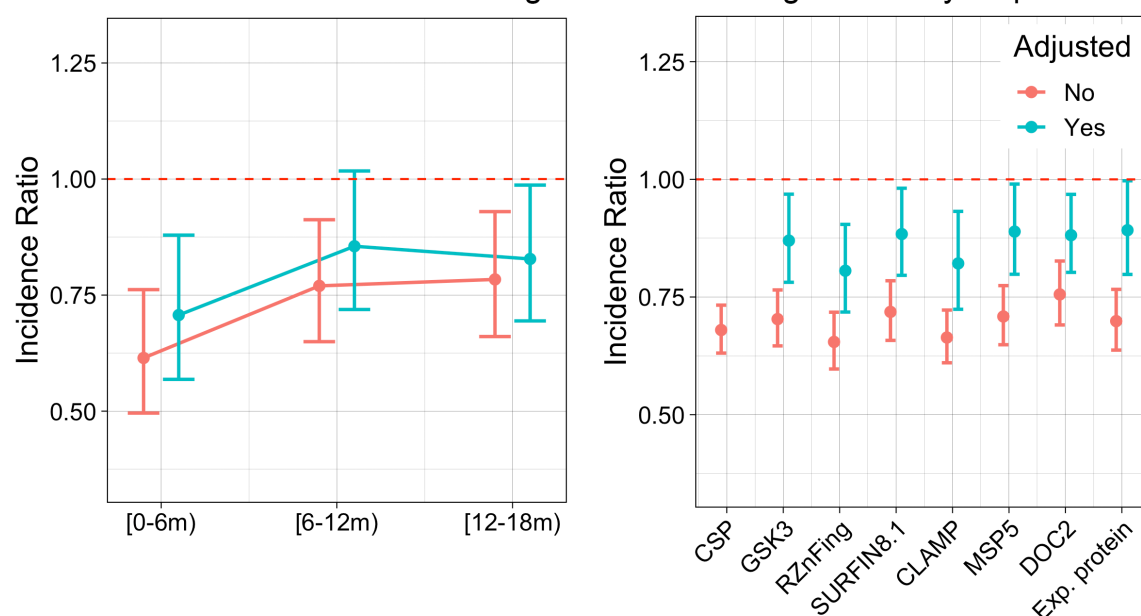 1.25
1.00
0.75
0.50
Incidence Ratio
[0-6m)
[6-12m)
[12-18m)
1.25
1.00
0.75
0.50
Incidence Ratio
Adjusted
No
Yes
CSP
GSK3
RZnFing
SURFIN8.1
CLAMP
MSP5
DOC2
Exp. protein